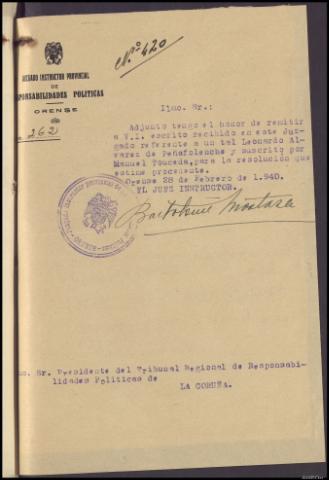 Nº 420
JUZGADO INSTRUCTOR PROVINCIAL
DE
RESPONSABILIDADES POLITICAS
ORENSE
262
Ilmo. Sr.:
Adjunto tengo el honor de remitir
a V.I. escrito recibido en este Juz-
gado referente a un tal Leonardo Al-
varez de Peñafolenche y suscrito por
Manuel Touceda, para la resolución que
estime procedente.
Orense 28 de Febrero de 1.940.
EL JUEZ INSTRUCTOR.
Bartolomé Mostaza
mo. Sr. Presidente del Tribunal Regional de Responsabi-
lidades Politicas de
LA CORUÑA.